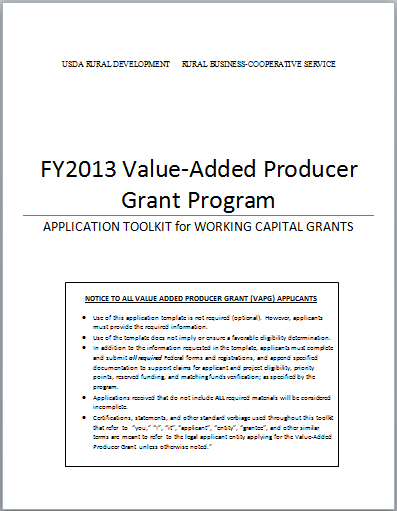 USDA RURAL DEVELOPMENT RURAL BUSINESS-COOPERATIVE SERVICE
FY2013 Value-Added Producer
Grant Program
APPLICATION TOOLKIT for WORKING CAPITAL GRANTS
NOTICE TO ALL VALUE ADDED PRODUCER GRANT (VAPG) APPLICANTS
• Use of this application template is not required (optional). However, applicants
must provide the required information.
• Use of the template does not imply or ensure a favorable eligibility determination.
• In addition to the information requested in the template, applicants must complete
and submit all required Federal forms and registrations, and append specified
documentation to support claims for applicant and project eligibility, priority
points, reserved funding, and matching funds verification; as specified by the
program.
• Applications received that do not include ALL required materials will be considered
incomplete.
• Certifications, statements, and other standard verbiage used throughout this toolkit
that refer to "you," "I", "it", "applicant", "entity", "grantee", and other similar
terms are meant to refer to the legal applicant entity applying for the Value-Added
Producer Grant unless otherwise noted."